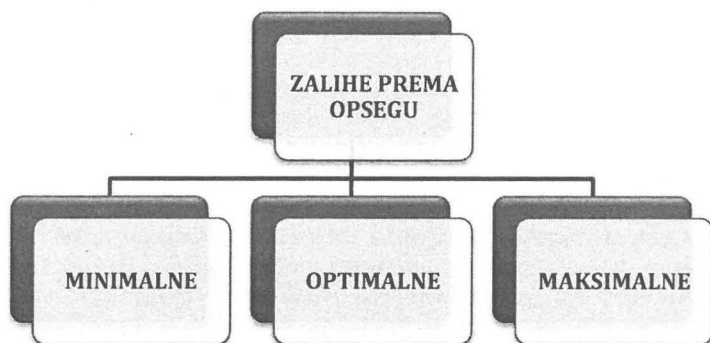 ZALIHE PREMA
OPSEGU
MINIMALNE
OPTIMALNE
MAKSIMALNE